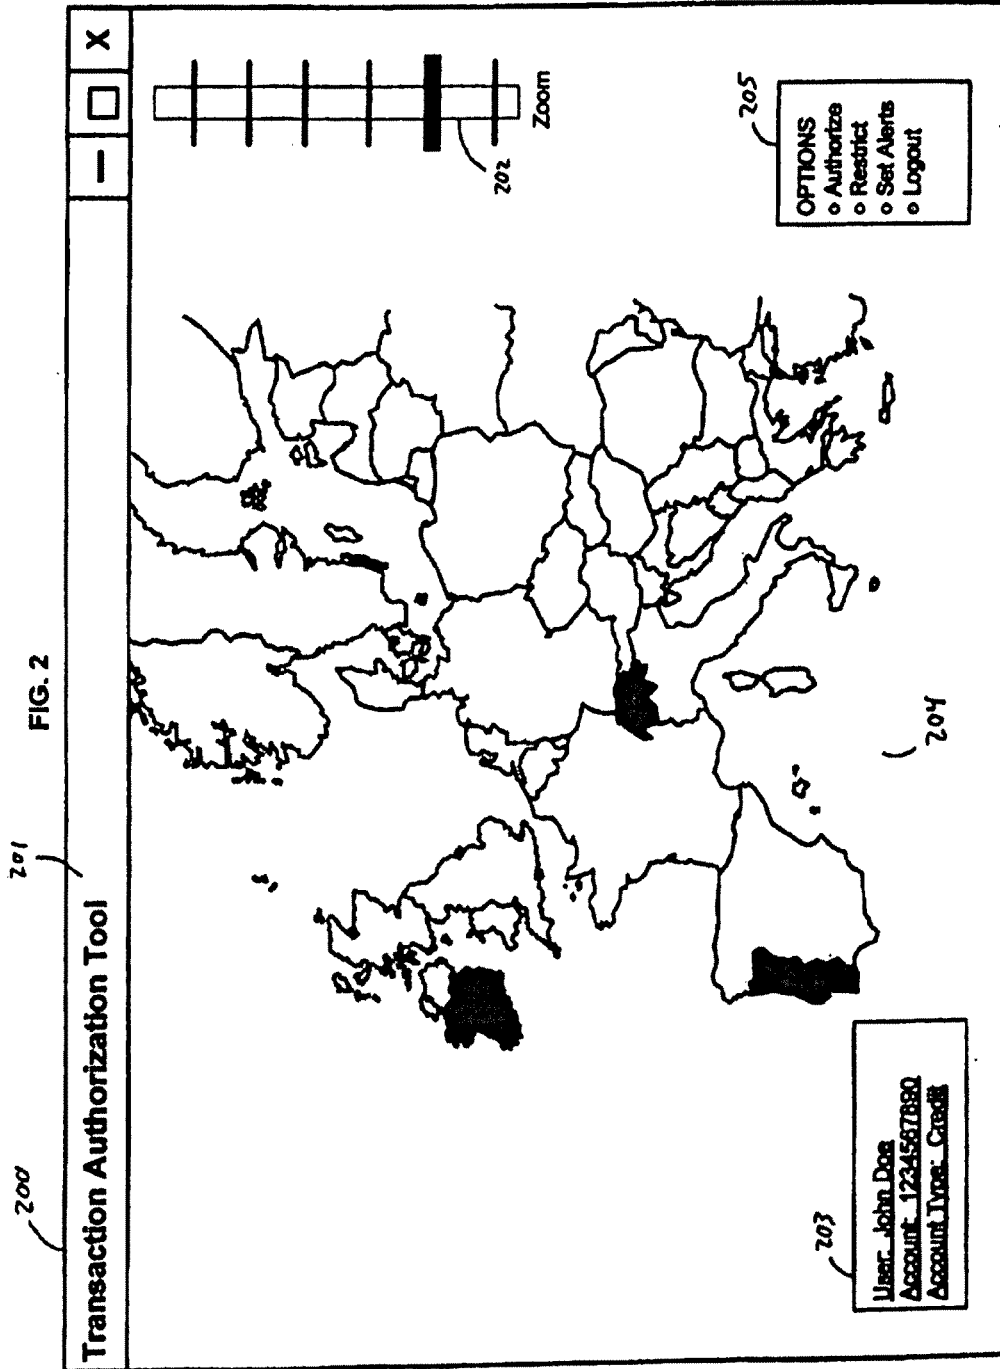 FIG. 2
200
201
Transaction Authorization Tool
X
202
Zoom
203
User: John Doe
Account: 1234567890
Account Type: Credit
204
205
OPTIONS
o Authorize
o Restrict
o Set Alerts
o Logout